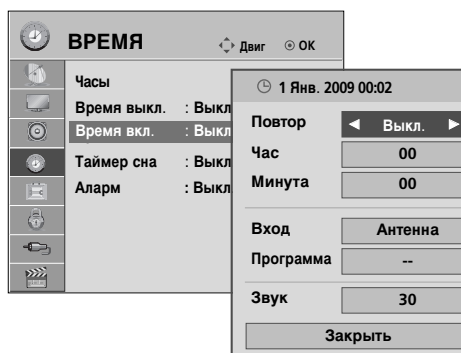 ВРЕМЯ
Двиг
ОК
Часы
Время выкл. : Выкл
Время вкл. : Выкл
Таймер сна : Выкл
Аларм : Выкл
1 Янв. 2009 00:02
Повтор ◄ Выкл. ►
Час 00
Минута 00
Вход Антенна
Программа --
Звук 30
Закрыть